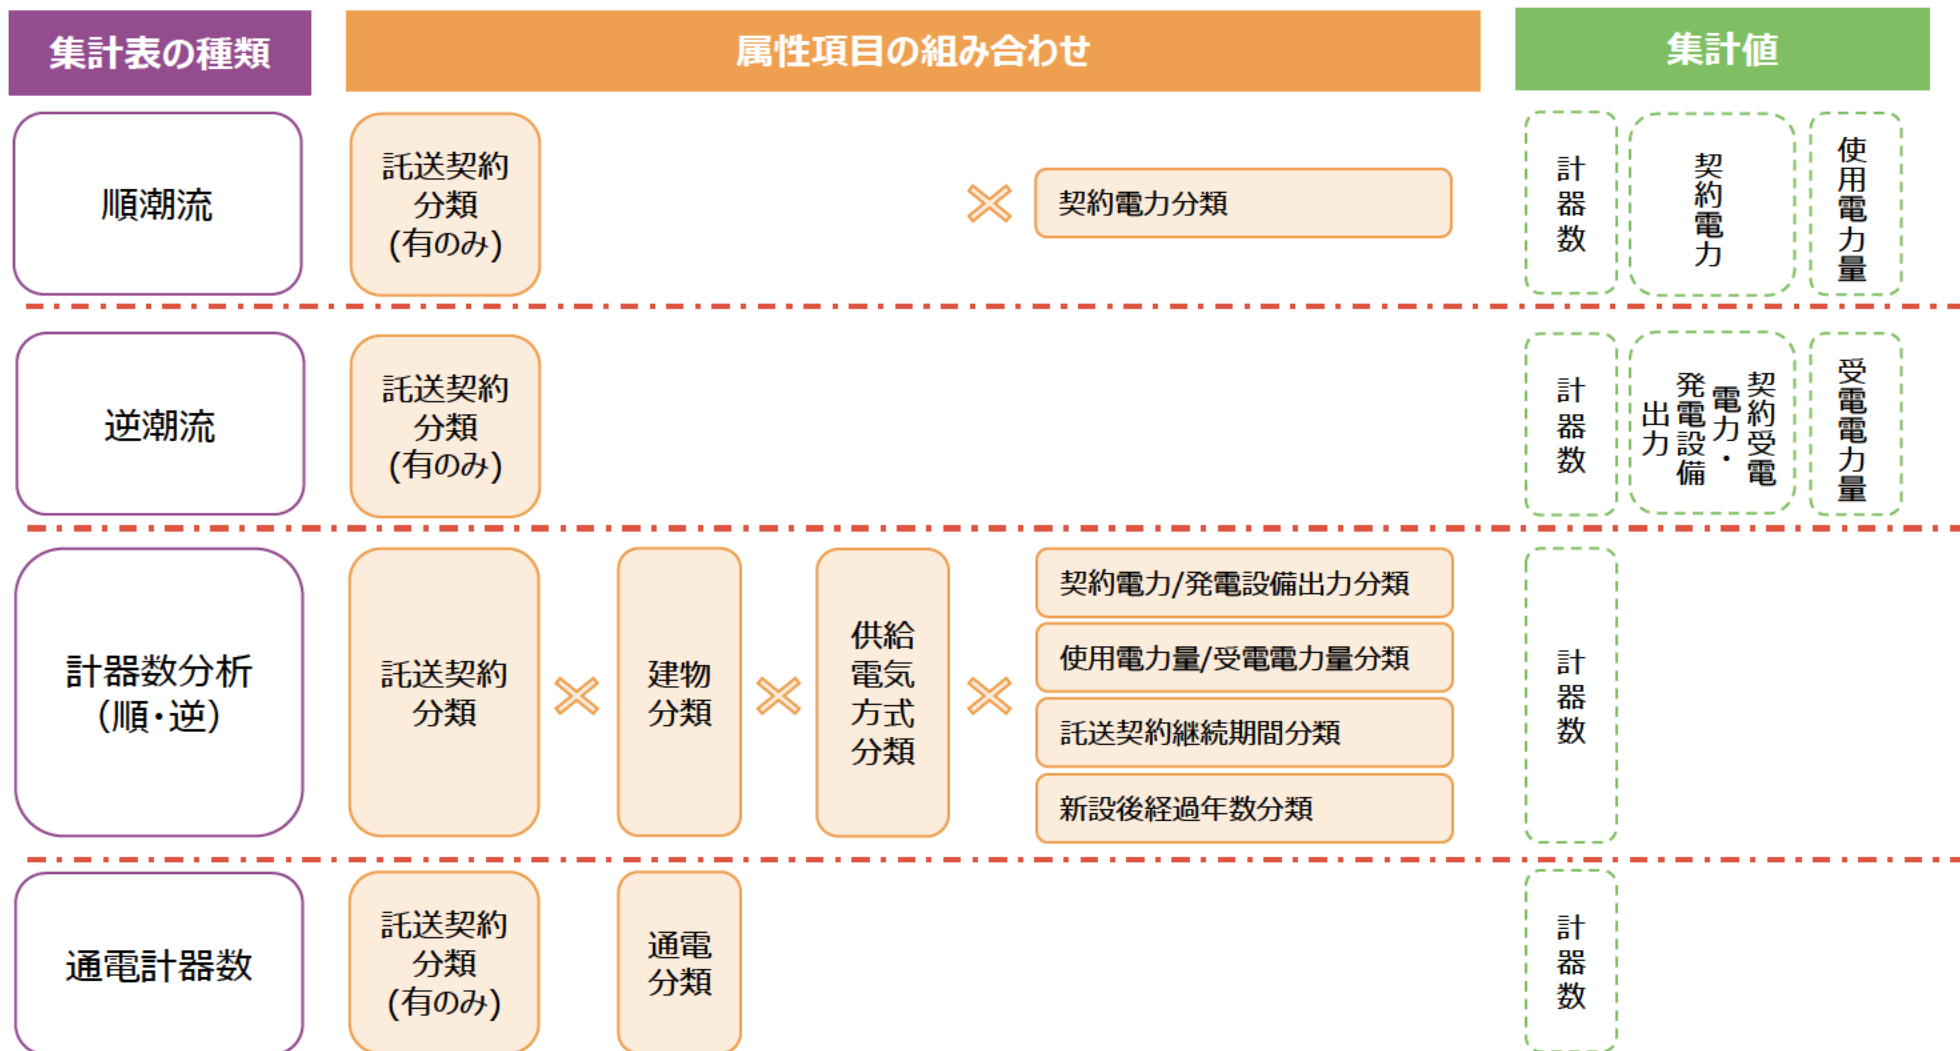 集計表の種類
属性項目の組み合わせ
集計値
順潮流
託送契約
分類
(有のみ)
契約電力分類
計器数
契約電力
使用電力量
逆潮流
託送契約
分類
(有のみ)
計器数
契約受電
電力・
発電設備
出力
受電電力量
計器数分析
(順・逆)
託送契約
分類
建物
分類
供給
電気
方式
分類
契約電力/発電設備出力分類
使用電力量/受電電力量分類
託送契約継続期間分類
新設後経過年数分類
計器数
通電計器数
託送契約
分類
(有のみ)
通電
分類
計器数